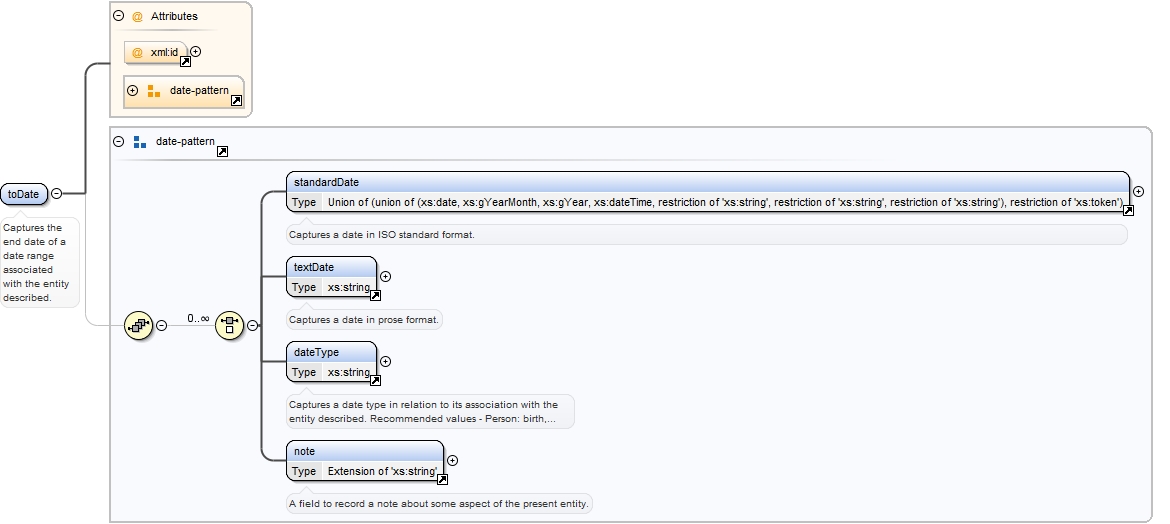 @ Attributes
@ xml:id
date-pattern
date-pattern
toDate
Captures the
end date of a
date range
associated
with the entity
described.
0..∞
standardDate
Type Union of (union of (xs:date, xs:gYearMonth, xs:gYear, xs:dateTime, restriction of 'xs:string', restriction of 'xs:string', restriction of 'xs:string'), restriction of 'xs:token')
Captures a date in ISO standard format.
textDate
Type xs:string
Captures a date in prose format.
dateType
Type xs:string
Captures a date type in relation to its association with the
entity described. Recommended values - Person: birth,...
note
Type Extension of 'xs:string'
A field to record a note about some aspect of the present entity.